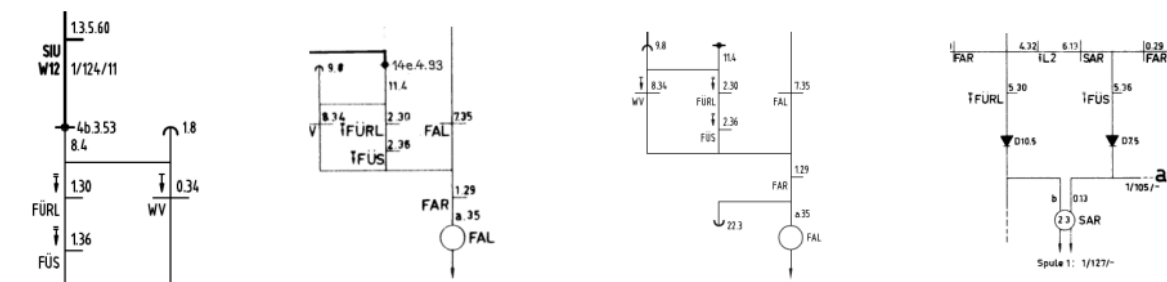 1.3.5.60
SIU
W12 1/124/11
4b.3.53 1.8
8.4
1.30 0.34
FÜRL WV
1.36
FÜS
9.8 14e.4.93
11.4
8.34 2.30 7.35
V FÜRL FAL
2.36
FÜS
1.29
FAR
a.35
FAL
9.8 11.4
8.34 2.30 7.35
WV FÜRL FAL
2.36
FÜS
1.29
FAR
22.3 a.35
FAL
4.32 6.13 0.29
FAR 1L2 SAR FAR
5.30 5.36
FÜRL FÜS
D10.5 D7.5
a
1/105/-
b 0.13
2 3 SAR
Spule 1: 1/127/-